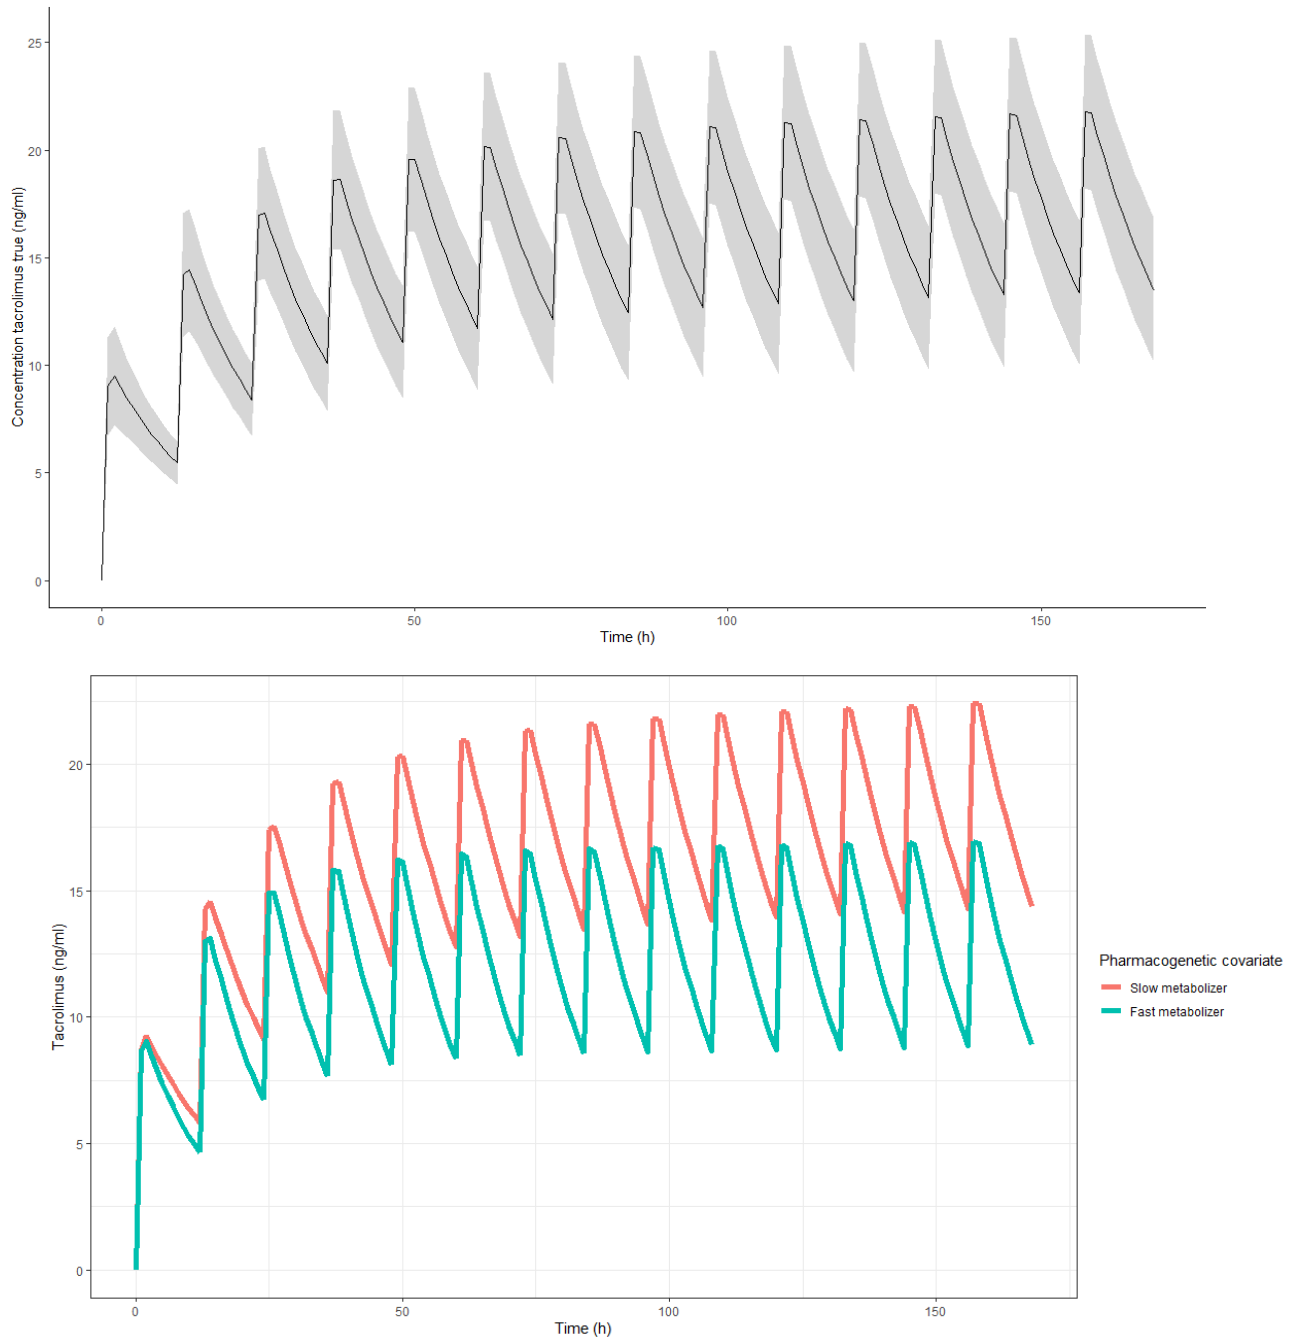 Concentration tacrolimus true (ng/ml)
25
20
15
10
5
0
0 50 100 150
Time (h)
Tacrolimus (ng/ml)
20
15
10
5
0
0 50 100 150
Time (h)
Pharmacogenetic covariate
Slow metabolizer
Fast metabolizer